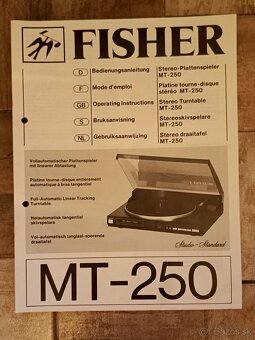 FISHER
D Bedienungsanleitung Stereo-Plattenspieler MT-250
F Mode d'emploi Platine tourne-disque stéréo MT-250
GB Operating Instructions Stereo Turntable MT-250
S Bruksanvisning Stereoskivspelare MT-250
NL Gebruiksaanwijzing Stereo draaitafel MT-250
Vollautomatischer Plattenspieler
mit linearer Abtastung
Platine tourne-disque entièrement
automatique à bras tangentiel
Full-Automatic Linear Tracking
Turntable
Helautomatisk tangentiel
skivspelare
Vol-automatisch tangiaal-sporende
draaitafel
Studio-Standard
MT-250